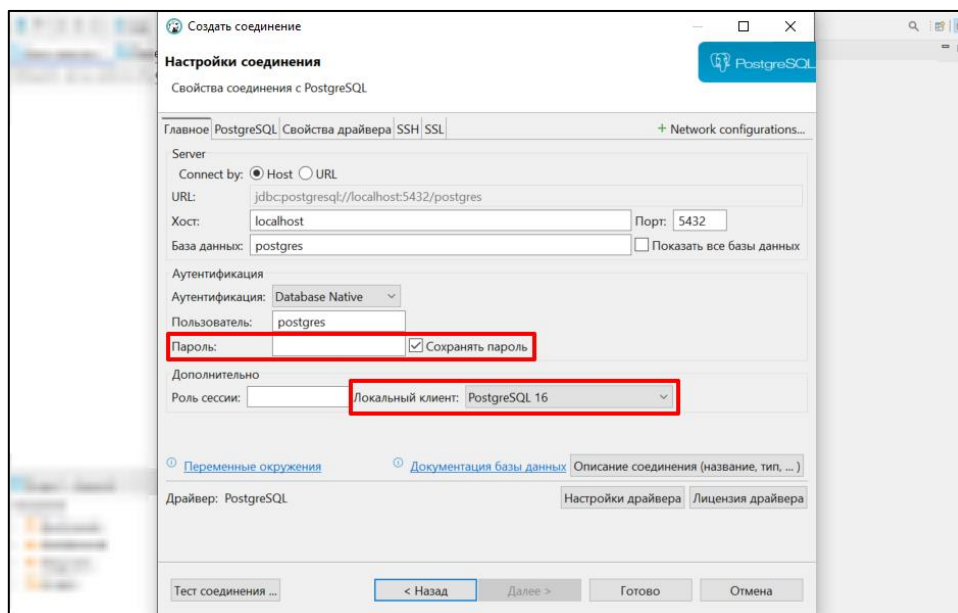 Создать соединение
Настройки соединения
Свойства соединения с PostgreSQL
PostgreSQL
Главное PostgreSQL Свойства драйвера SSH SSL + Network configurations...
Server
Connect by: Host URL
URL: jdbc:postgresql://localhost:5432/postgres
Хост: localhost Порт: 5432
База данных: postgres Показать все базы данных
Аутентификация
Аутентификация: Database Native
Пользователь: postgres
Пароль: Сохранять пароль
Дополнительно
Роль сессии: Локальный клиент: PostgreSQL 16
Переменные окружения Документация базы данных Описание соединения (название, тип, ... )
Драйвер: PostgreSQL Настройки драйвера Лицензия драйвера
Тест соединения ... < Назад Далее > Готово Отмена